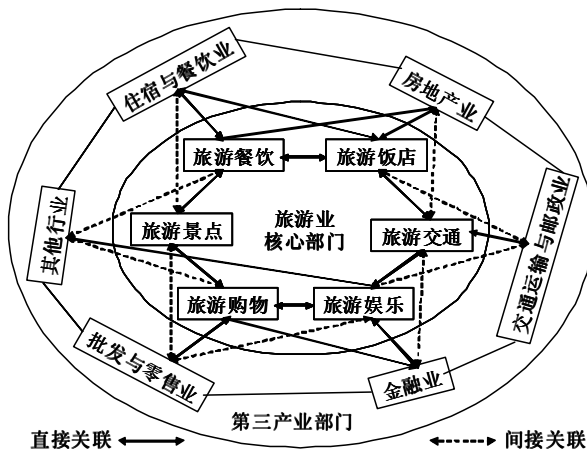 住宿与餐饮业
房地产业
旅游餐饮
旅游饭店
其他行业
旅游景点
旅游业
核心部门
旅游交通
交通运输与邮政业
旅游购物
旅游娱乐
批发与零售业
金融业
第三产业部门
直接关联
间接关联